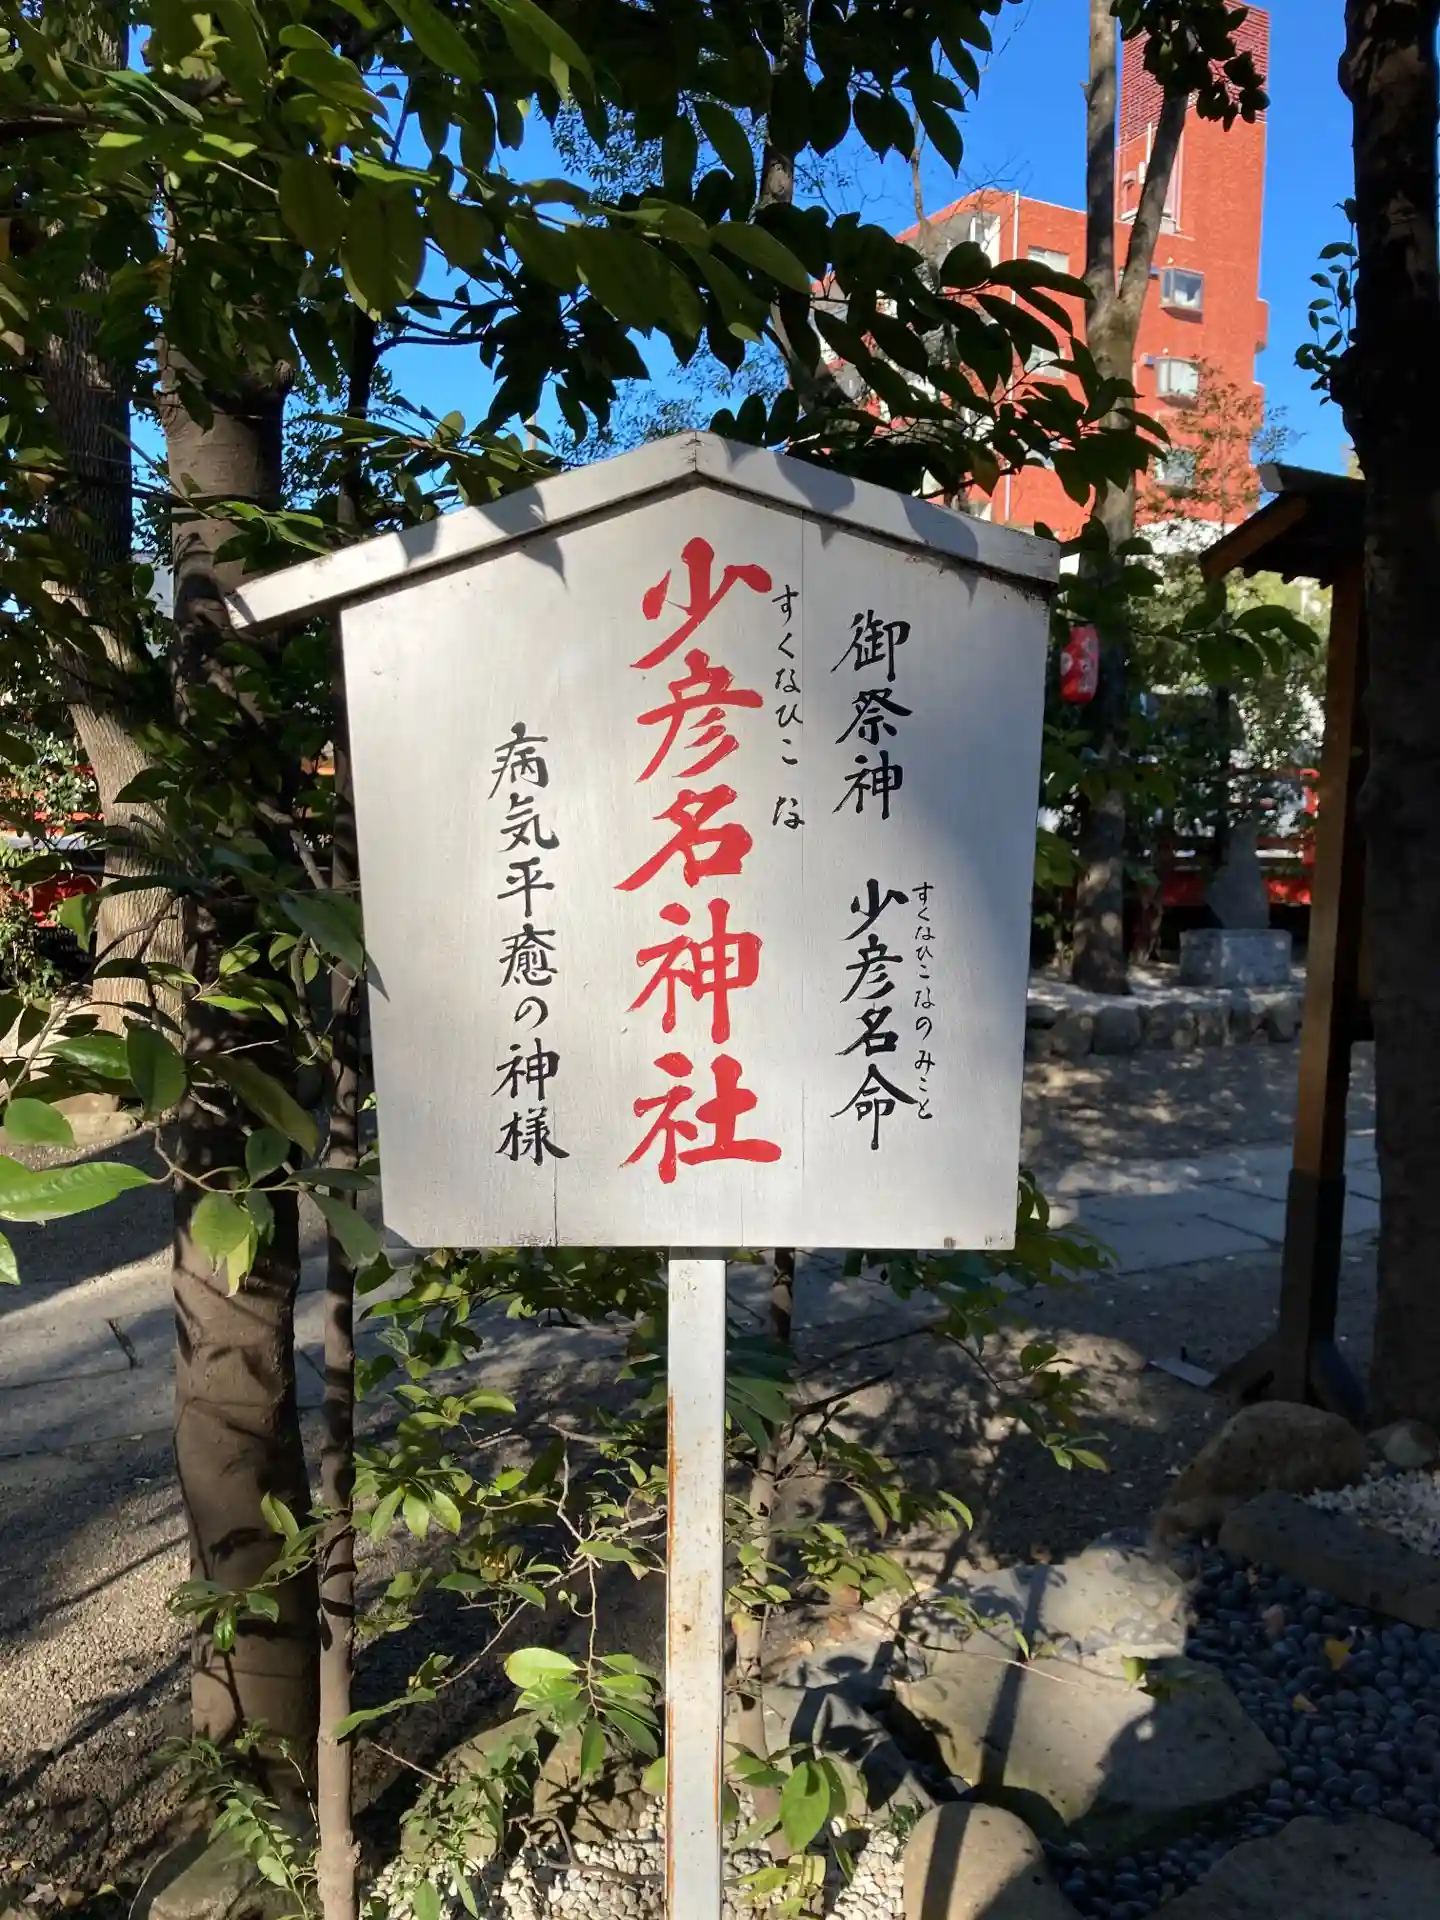 御祭神 少彦名命
すくなひこなのみこと
少彦名神社
すくなひこな
病気平癒の神様